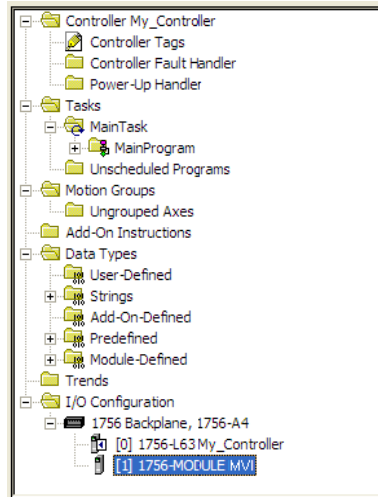 Controller My_Controller
Controller Tags
Controller Fault Handler
Power-Up Handler
Tasks
MainTask
MainProgram
Unscheduled Programs
Motion Groups
Ungrouped Axes
Add-On Instructions
Data Types
User-Defined
Strings
Add-On-Defined
Predefined
Module-Defined
Trends
I/O Configuration
1756 Backplane, 1756-A4
[0] 1756-L63 My_Controller
[1] 1756-MODULE MVI